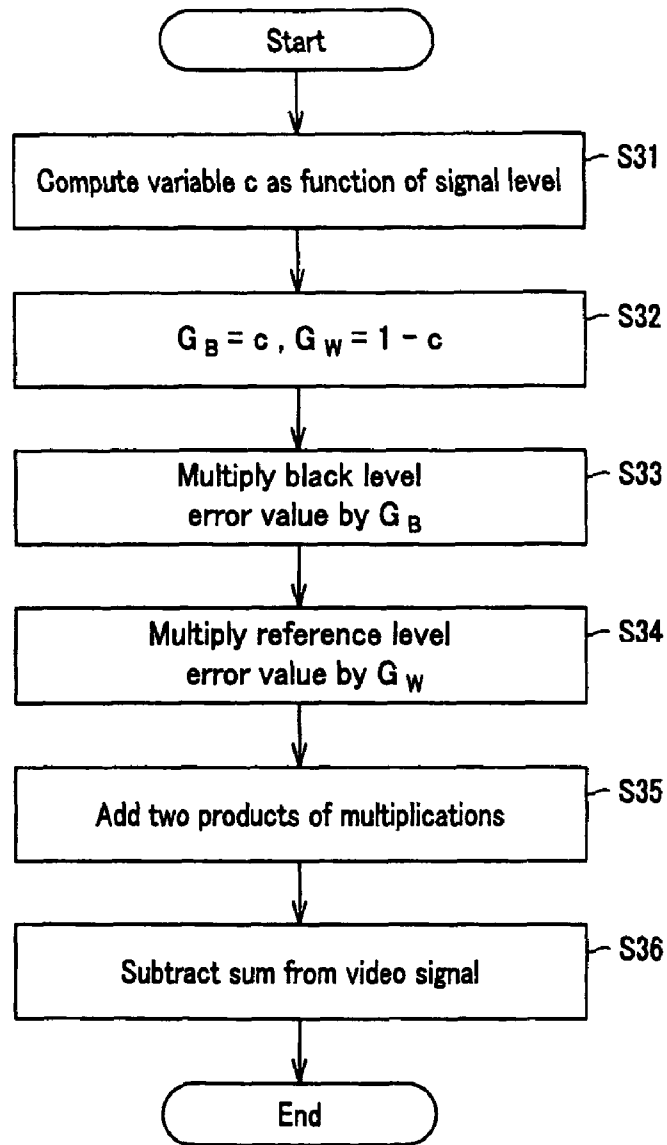 Start
Compute variable c as function of signal level
S31
G B = c , G W = 1 - c
S32
Multiply black level
error value by G B
S33
Multiply reference level
error value by G W
S34
Add two products of multiplications
S35
Subtract sum from video signal
S36
End